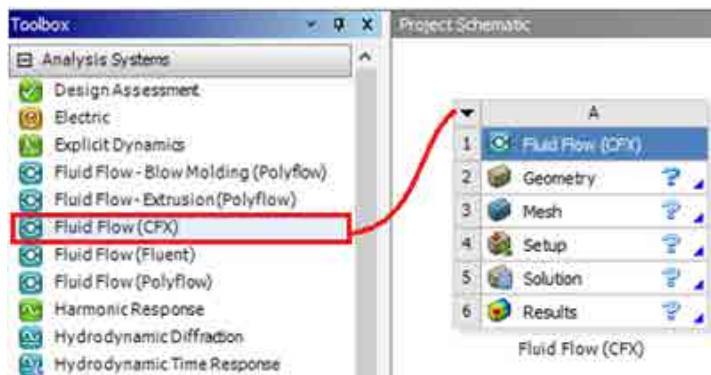 Toolbox
Analysis Systems
Design Assessment
Electric
Explicit Dynamics
Fluid Flow - Blow Molding (Polyflow)
Fluid Flow - Extrusion (Polyflow)
Fluid Flow (CFX)
Fluid Flow (Fluent)
Fluid Flow (Polyflow)
Harmonic Response
Hydrodynamic Diffraction
Hydrodynamic Time Response
Project Schematic
A
1 Fluid Flow (CFX)
2 Geometry ?
3 Mesh ?
4 Setup ?
5 Solution ?
6 Results ?
Fluid Flow (CFX)